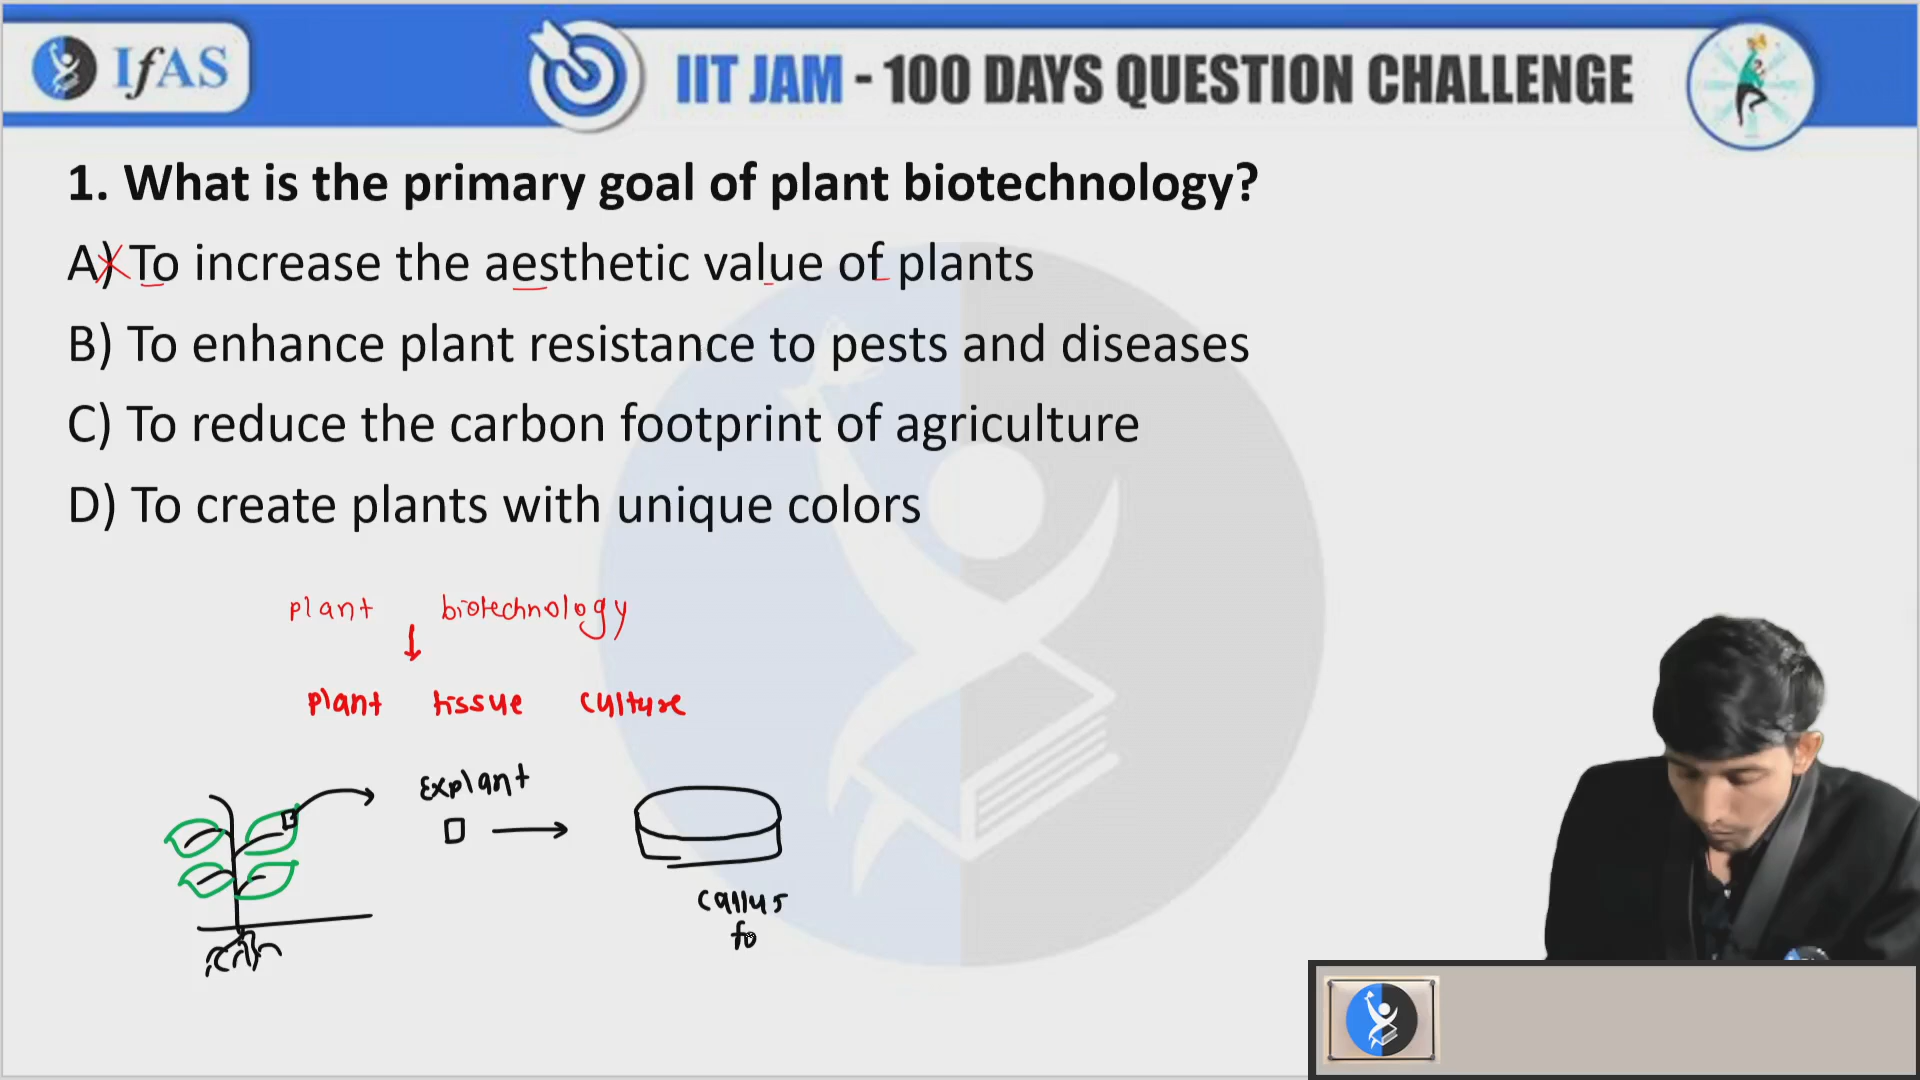 IfAS
IIT JAM - 100 DAYS QUESTION CHALLENGE
1. What is the primary goal of plant biotechnology?
A) To increase the aesthetic value of plants
B) To enhance plant resistance to pests and diseases
C) To reduce the carbon footprint of agriculture
D) To create plants with unique colors
plant biotechnology
plant tissue culture
Explant
callus
fo